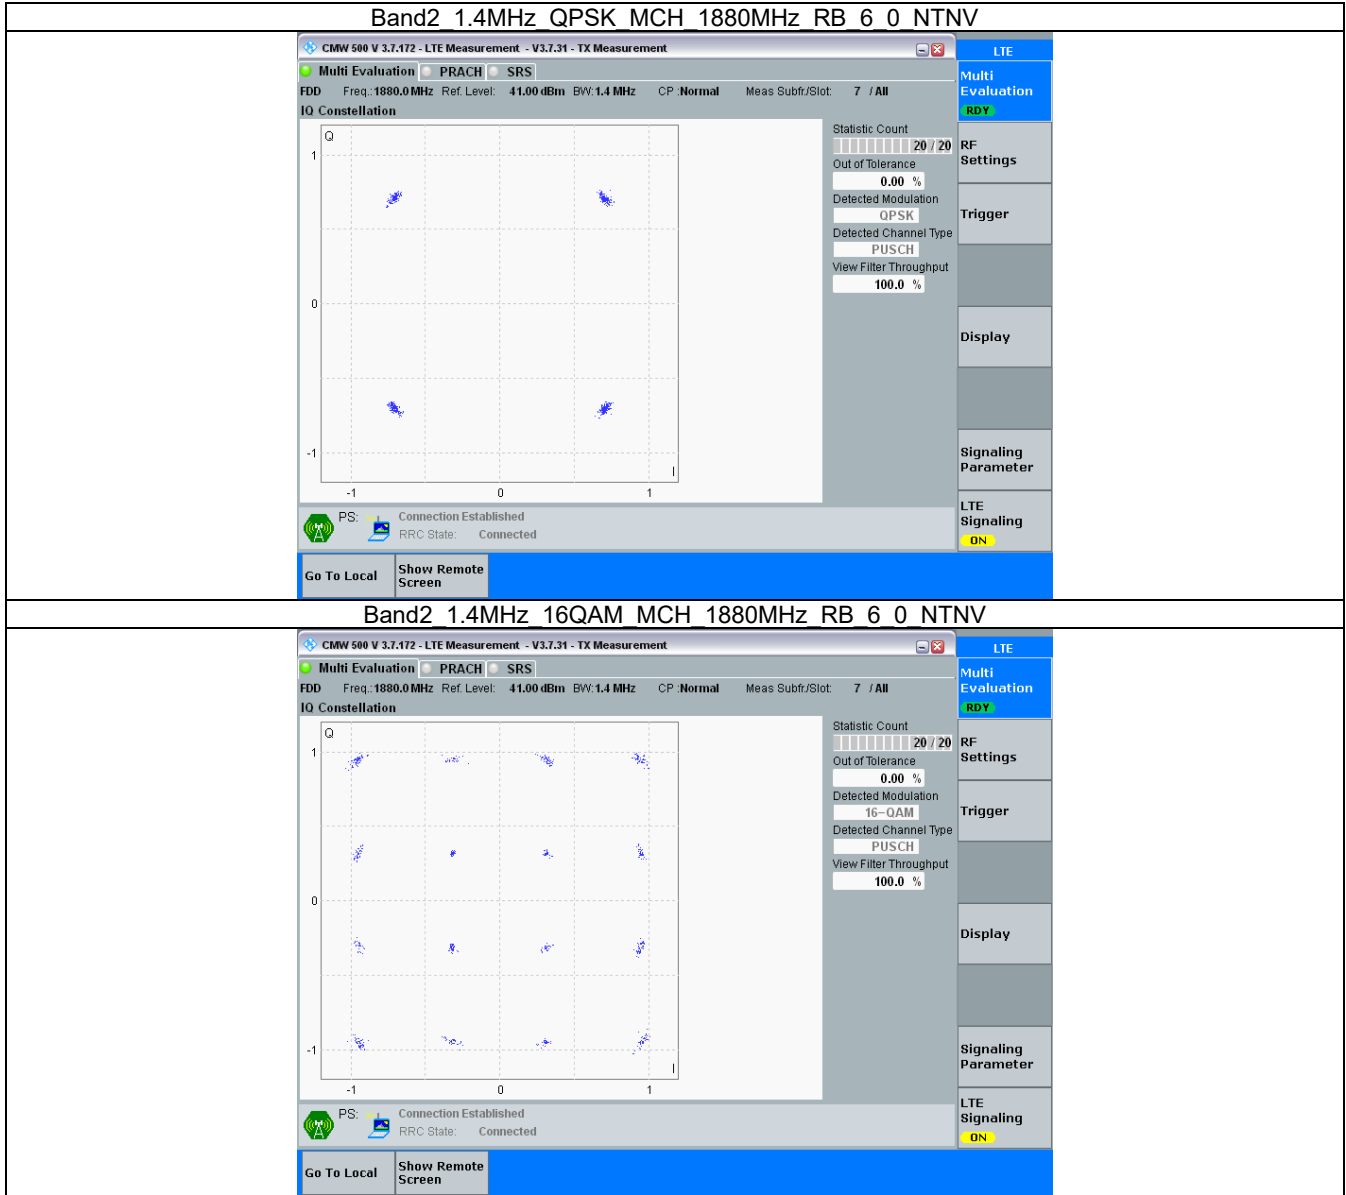 Band2_1.4MHz_QPSK_MCH_1880MHz_RB_6_0_NTNV
CMW 500 V 3.7.172 - LTE Measurement - V3.7.31 - TX Measurement
LTE
Multi Evaluation PRACH SRS
Multi
Evaluation
RDY
FDD Freq.:1880.0 MHz Ref. Level: 41.00 dBm BW:1.4 MHz CP :Normal Meas Subfr./Slot: 7 / All
IQ Constellation
Q
1
0
-1
I
-1 0 1
Statistic Count
20 / 20
Out of Tolerance
0.00 %
Detected Modulation
QPSK
Detected Channel Type
PUSCH
View Filter Throughput
100.0 %
RF
Settings
Trigger
Display
Signaling
Parameter
LTE
Signaling
ON
PS: Connection Established
RRC State: Connected
Go To Local
Show Remote
Screen
Band2_1.4MHz_16QAM_MCH_1880MHz_RB_6_0_NTNV
CMW 500 V 3.7.172 - LTE Measurement - V3.7.31 - TX Measurement
LTE
Multi Evaluation PRACH SRS
Multi
Evaluation
RDY
FDD Freq.:1880.0 MHz Ref. Level: 41.00 dBm BW:1.4 MHz CP :Normal Meas Subfr./Slot: 7 / All
IQ Constellation
Q
1
0
-1
I
-1 0 1
Statistic Count
20 / 20
Out of Tolerance
0.00 %
Detected Modulation
16-QAM
Detected Channel Type
PUSCH
View Filter Throughput
100.0 %
RF
Settings
Trigger
Display
Signaling
Parameter
LTE
Signaling
ON
PS: Connection Established
RRC State: Connected
Go To Local
Show Remote
Screen